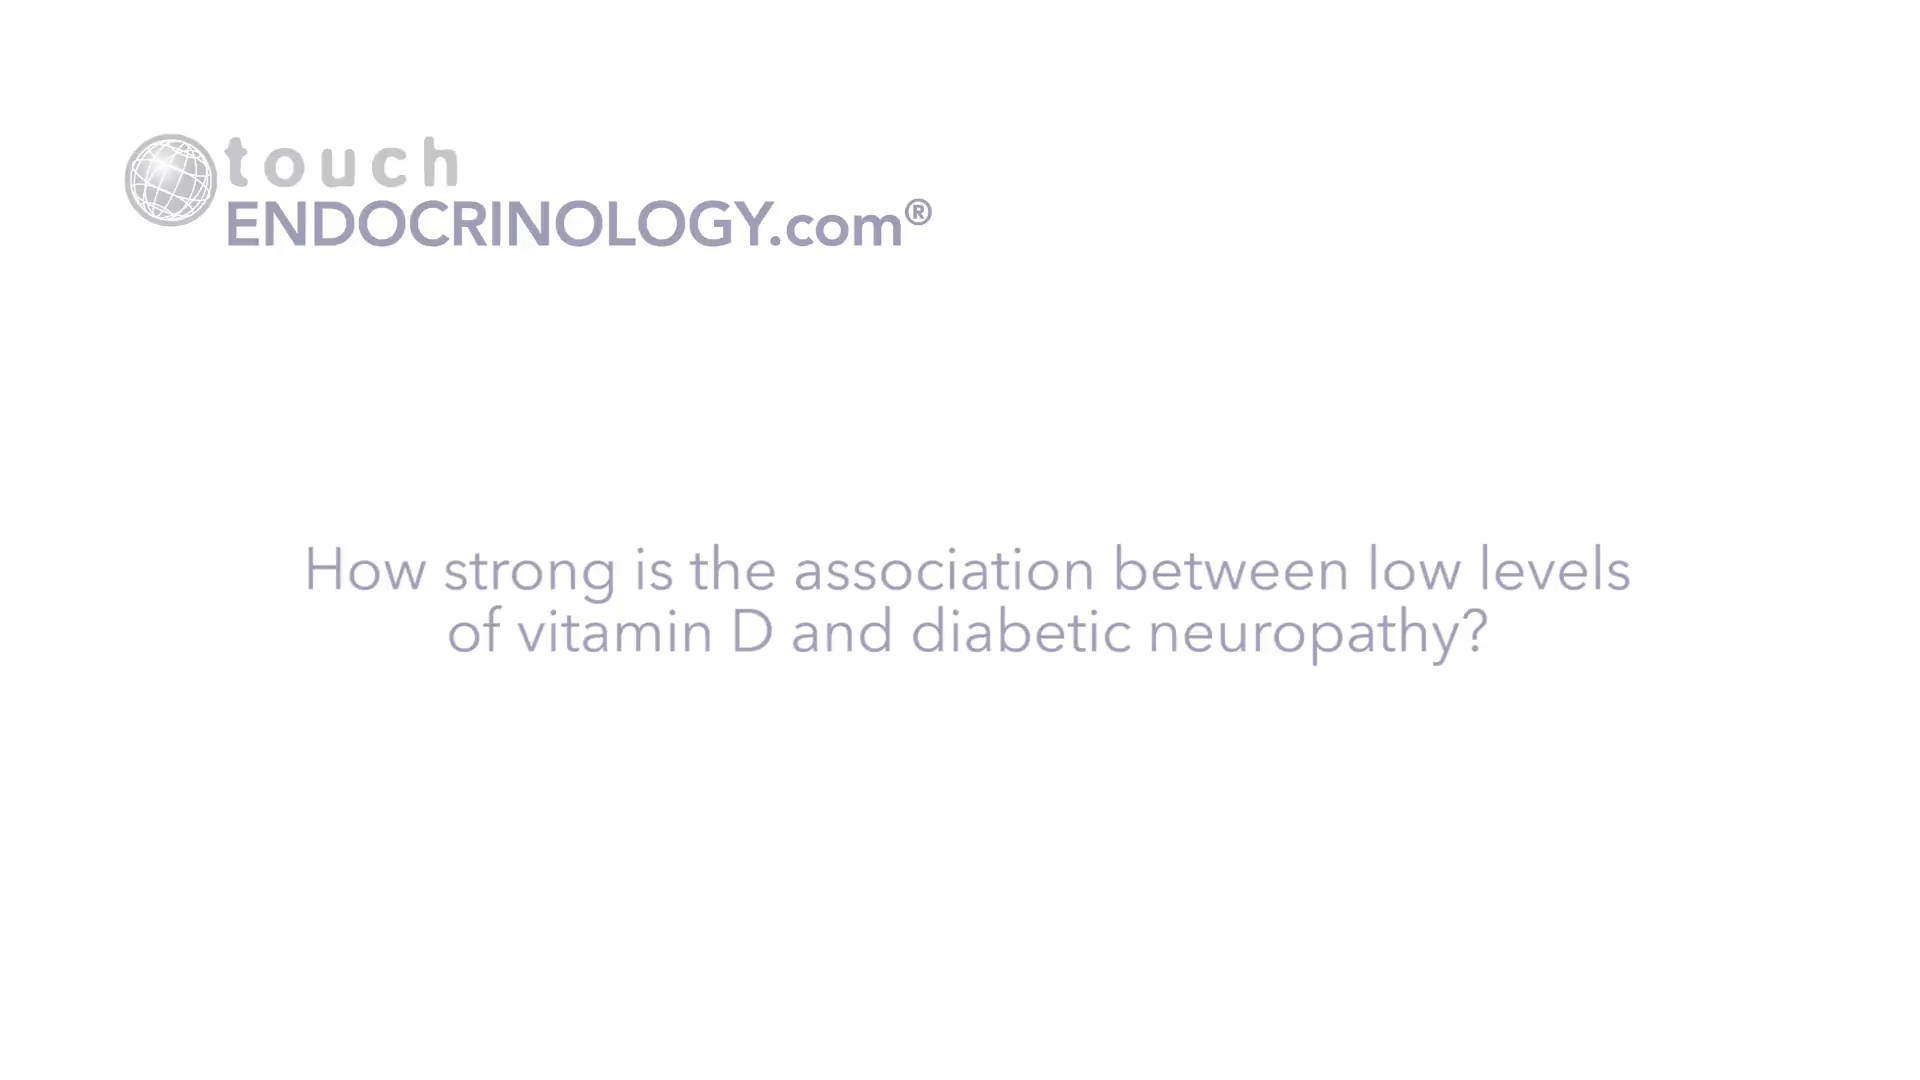 touch
ENDOCRINOLOGY.com®
How strong is the association between low levels
of vitamin D and diabetic neuropathy?